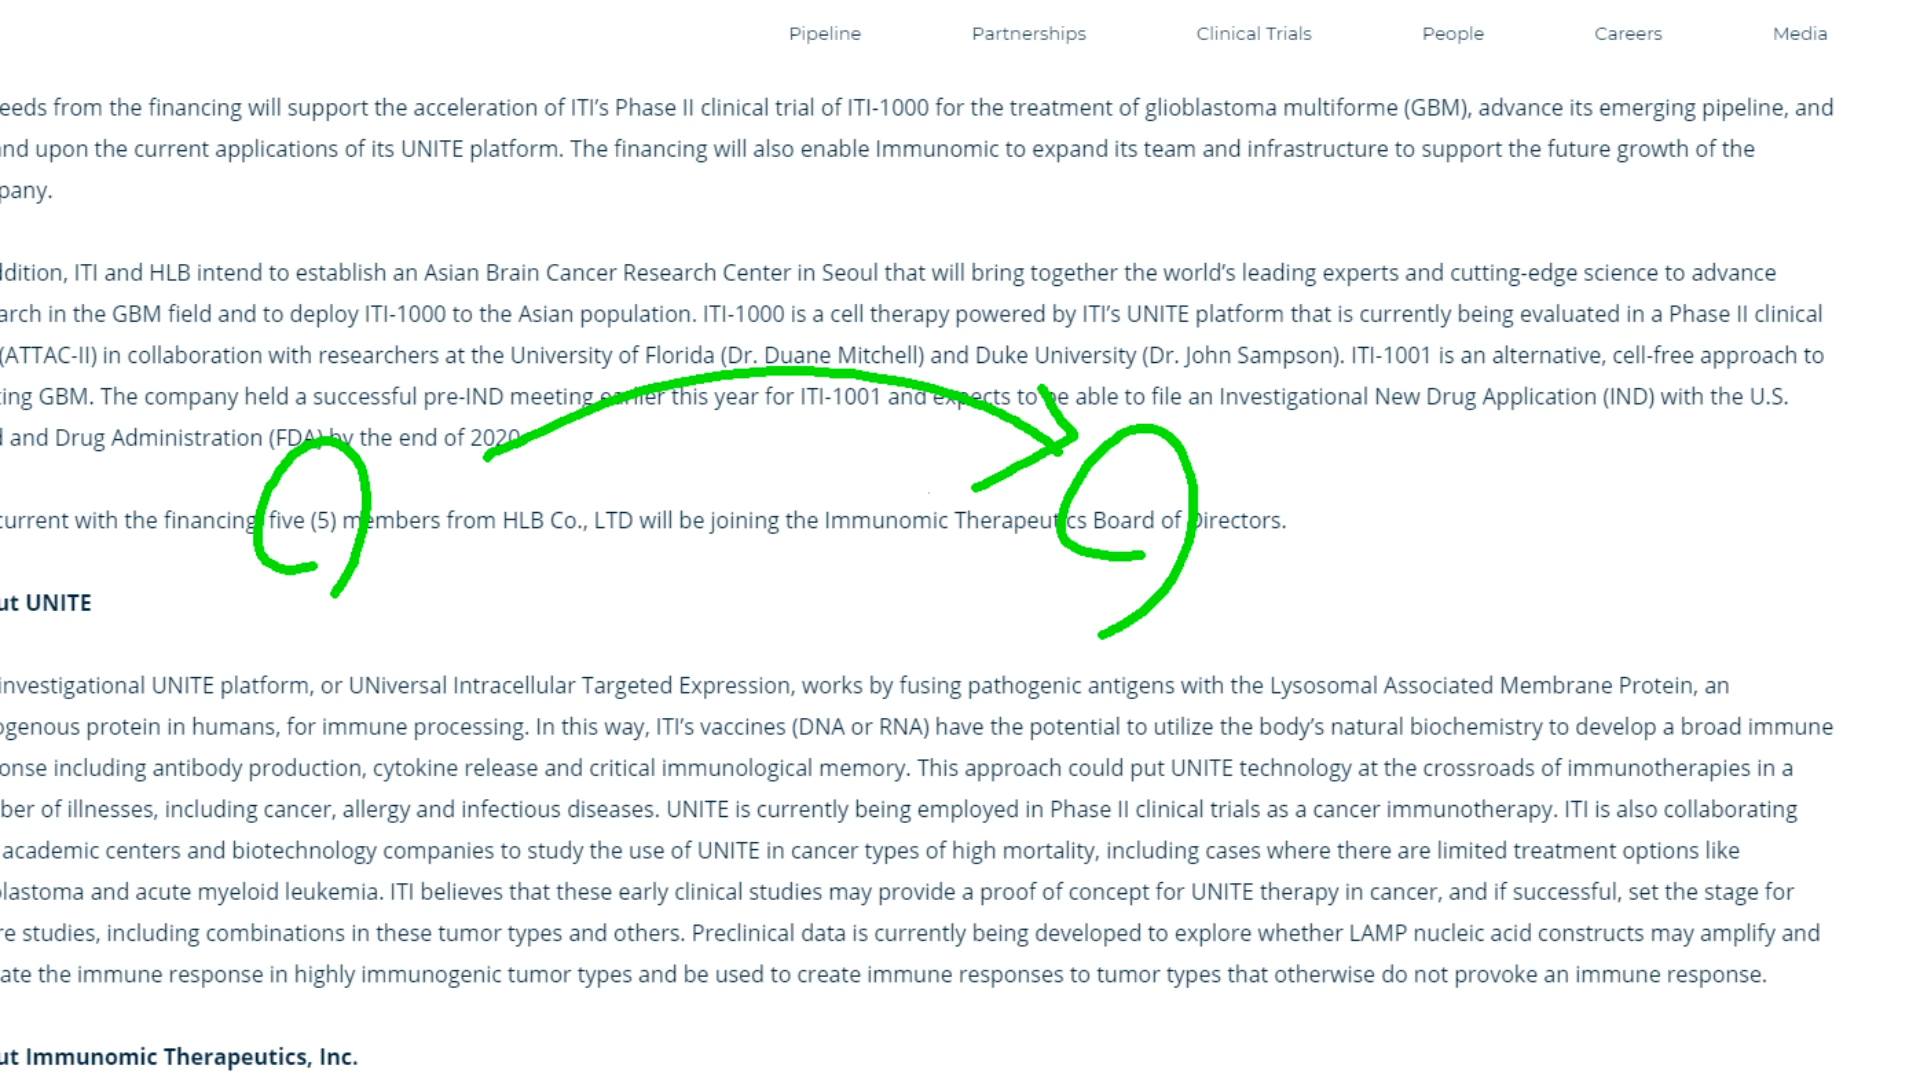 Pipeline Partnerships Clinical Trials People Careers Media
eeds from the financing will support the acceleration of ITI's Phase II clinical trial of ITI-1000 for the treatment of glioblastoma multiforme (GBM), advance its emerging pipeline, and
nd upon the current applications of its UNITE platform. The financing will also enable Immunomic to expand its team and infrastructure to support the future growth of the
pany.
dition, ITI and HLB intend to establish an Asian Brain Cancer Research Center in Seoul that will bring together the world's leading experts and cutting-edge science to advance
arch in the GBM field and to deploy ITI-1000 to the Asian population. ITI-1000 is a cell therapy powered by ITI's UNITE platform that is currently being evaluated in a Phase II clinical
(ATTAC-II) in collaboration with researchers at the University of Florida (Dr. Duane Mitchell) and Duke University (Dr. John Sampson). ITI-1001 is an alternative, cell-free approach to
ing GBM. The company held a successful pre-IND meeting earlier this year for ITI-1001 and expects to be able to file an Investigational New Drug Application (IND) with the U.S.
d and Drug Administration (FDA) by the end of 2020
current with the financing five (5) members from HLB Co., LTD will be joining the Immunomic Therapeutics Board of Directors.
ut UNITE
investigational UNITE platform, or UNiversal Intracellular Targeted Expression, works by fusing pathogenic antigens with the Lysosomal Associated Membrane Protein, an
ogenous protein in humans, for immune processing. In this way, ITI's vaccines (DNA or RNA) have the potential to utilize the body's natural biochemistry to develop a broad immune
onse including antibody production, cytokine release and critical immunological memory. This approach could put UNITE technology at the crossroads of immunotherapies in a
ber of illnesses, including cancer, allergy and infectious diseases. UNITE is currently being employed in Phase II clinical trials as a cancer immunotherapy. ITI is also collaborating
academic centers and biotechnology companies to study the use of UNITE in cancer types of high mortality, including cases where there are limited treatment options like
lastoma and acute myeloid leukemia. ITI believes that these early clinical studies may provide a proof of concept for UNITE therapy in cancer, and if successful, set the stage for
re studies, including combinations in these tumor types and others. Preclinical data is currently being developed to explore whether LAMP nucleic acid constructs may amplify and
ate the immune response in highly immunogenic tumor types and be used to create immune responses to tumor types that otherwise do not provoke an immune response.
ut Immunomic Therapeutics, Inc.